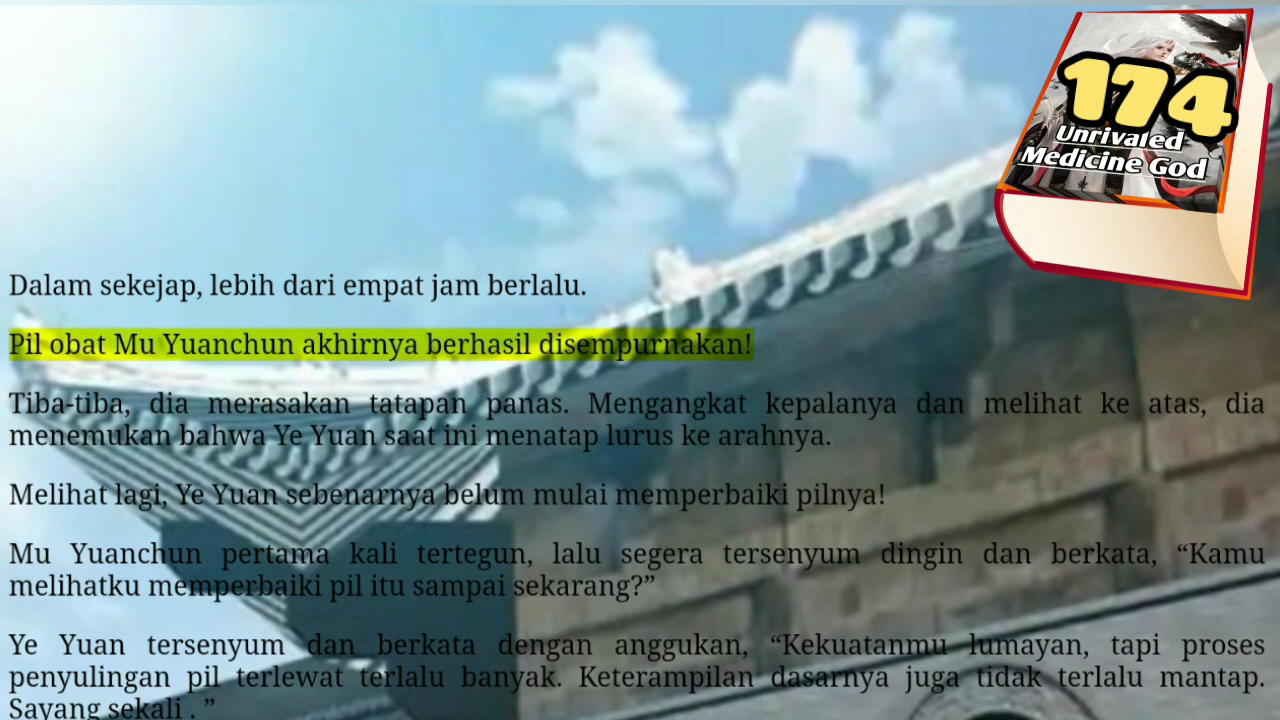 174
Unrivaled
Medicine God
Dalam sekejap, lebih dari empat jam berlalu.
Pil obat Mu Yuanchun akhirnya berhasil disempurnakan!
Tiba-tiba, dia merasakan tatapan panas. Mengangkat kepalanya dan melihat ke atas, dia
menemukan bahwa Ye Yuan saat ini menatap lurus ke arahnya.
Melihat lagi, Ye Yuan sebenarnya belum mulai memperbaiki pilnya!
Mu Yuanchun pertama kali tertegun, lalu segera tersenyum dingin dan berkata, “Kamu
melihatku memperbaiki pil itu sampai sekarang?”
Ye Yuan tersenyum dan berkata dengan anggukan, “Kekuatanmu lumayan, tapi proses
penyulingan pil terlewat terlalu banyak. Keterampilan dasarnya juga tidak terlalu mantap.
Sayang sekali . ”